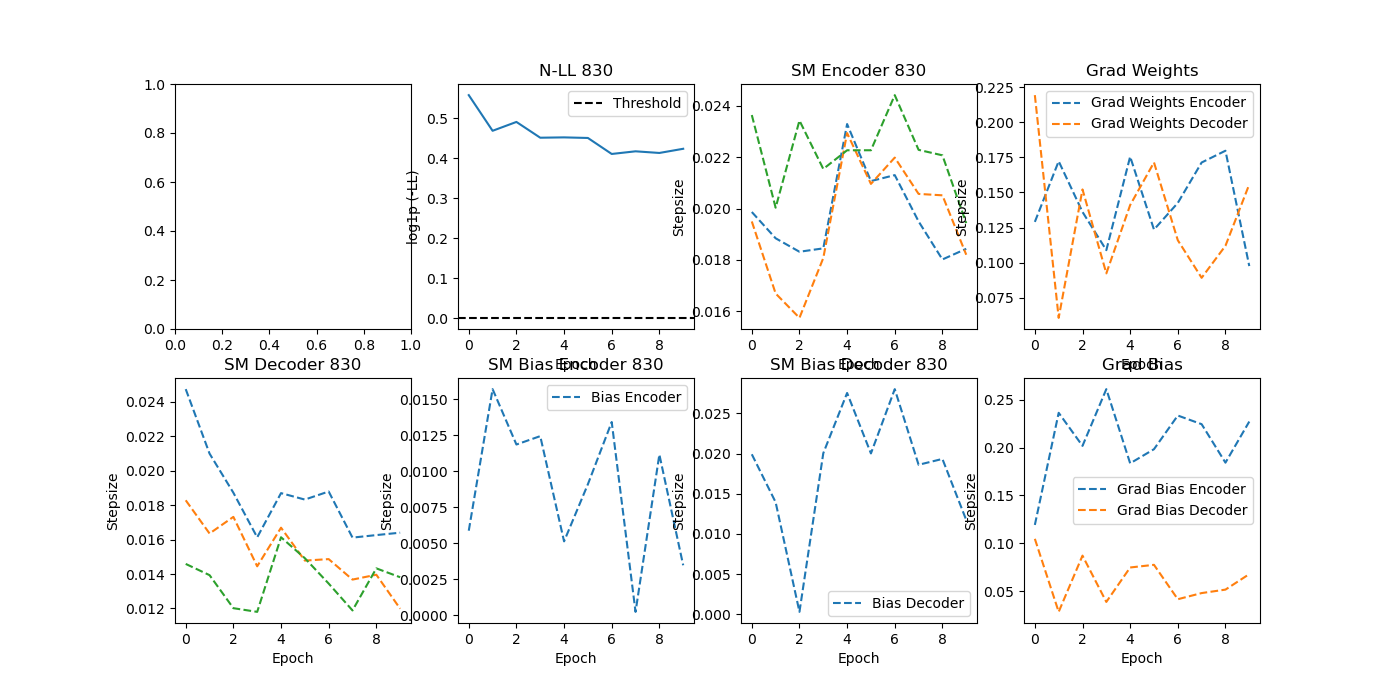 N-LL 830
SM Encoder 830
Grad Weights
1.0
0.8
0.6
0.4
0.2
0.0
0.0 0.2 0.4 0.6 0.8 1.0
log1p (-LL)
0.5
0.4
0.3
0.2
0.1
0.0
Threshold
0 2 4 6 8
Epoch
Stepsize
0.024
0.022
0.020
0.018
0.016
0 2 4 6 8
Epoch
Stepsize
0.225
0.200
0.175
0.150
0.125
0.100
0.075
Grad Weights Encoder
Grad Weights Decoder
0 2 4 6 8
Epoch
SM Decoder 830
SM Bias Encoder 830
SM Bias Decoder 830
Grad Bias
Stepsize
0.024
0.022
0.020
0.018
0.016
0.014
0.012
0 2 4 6 8
Epoch
Stepsize
0.0150
0.0125
0.0100
0.0075
0.0050
0.0025
0.0000
Bias Encoder
0 2 4 6 8
Epoch
Stepsize
0.025
0.020
0.015
0.010
0.005
0.000
Bias Decoder
0 2 4 6 8
Epoch
Stepsize
0.25
0.20
0.15
0.10
0.05
Grad Bias Encoder
Grad Bias Decoder
0 2 4 6 8
Epoch